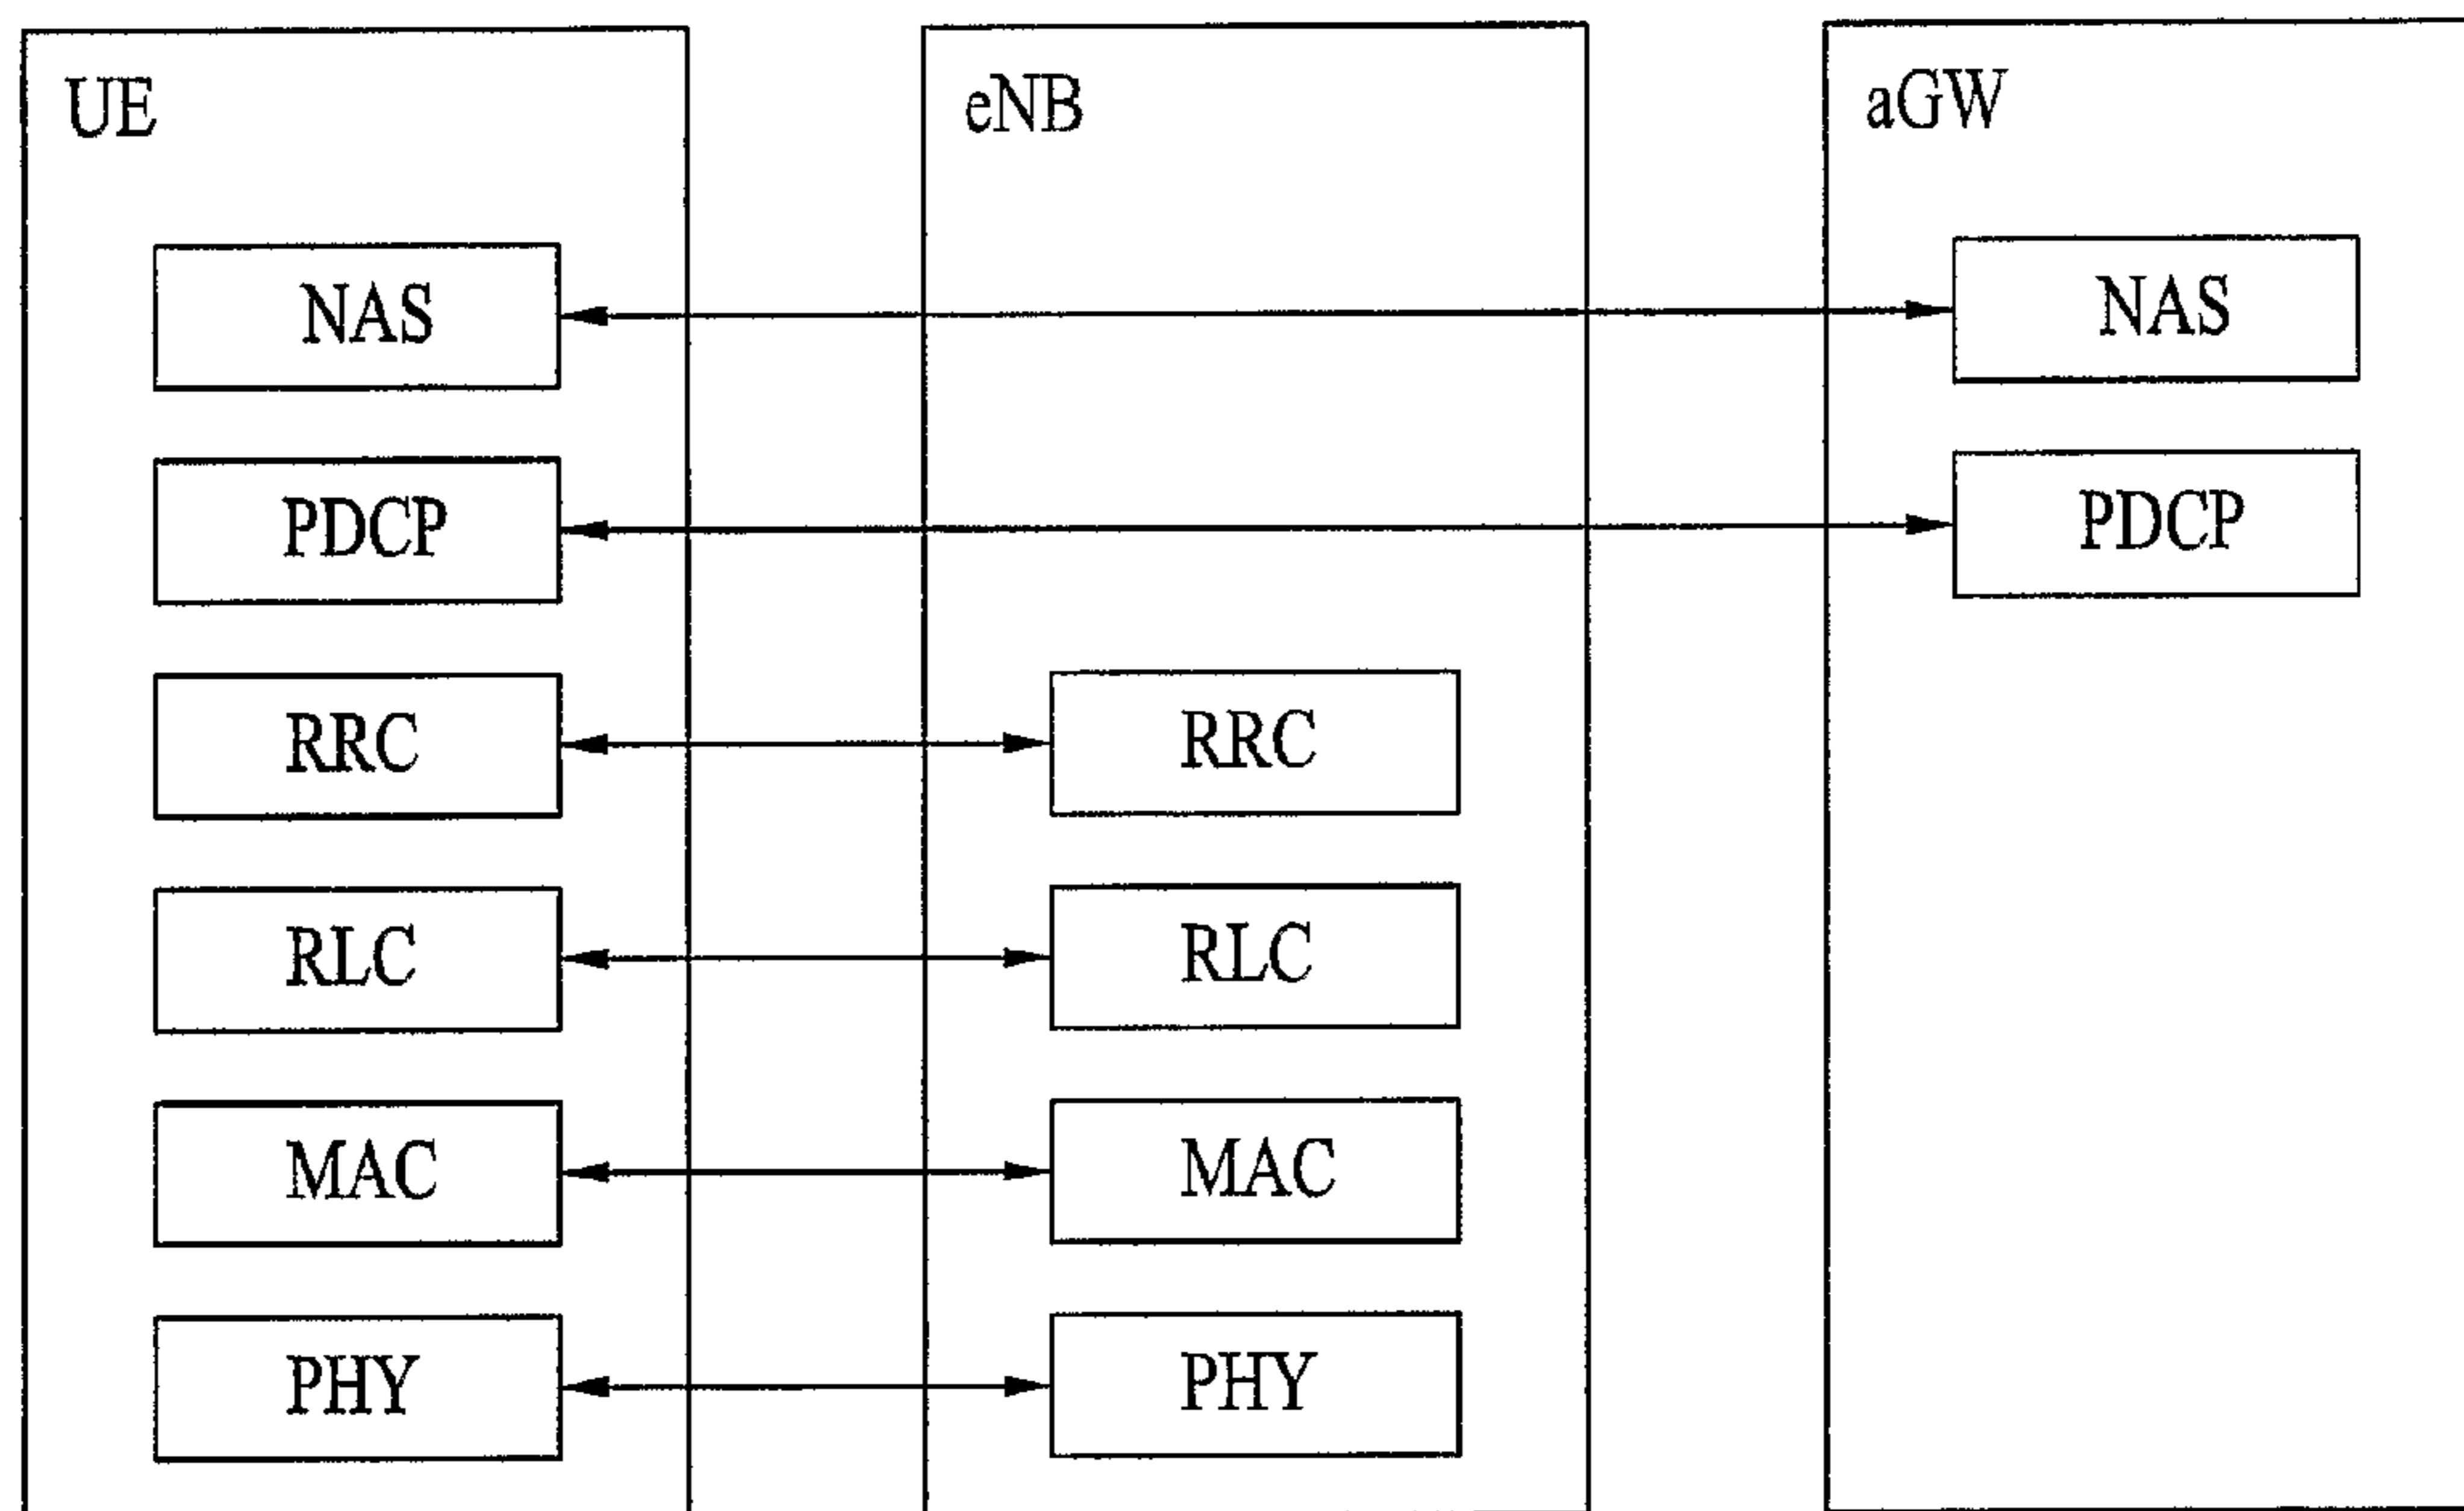 UE
eNB
aGW
NAS
NAS
PDCP
PDCP
RRC
RRC
RLC
RLC
MAC
MAC
PHY
PHY